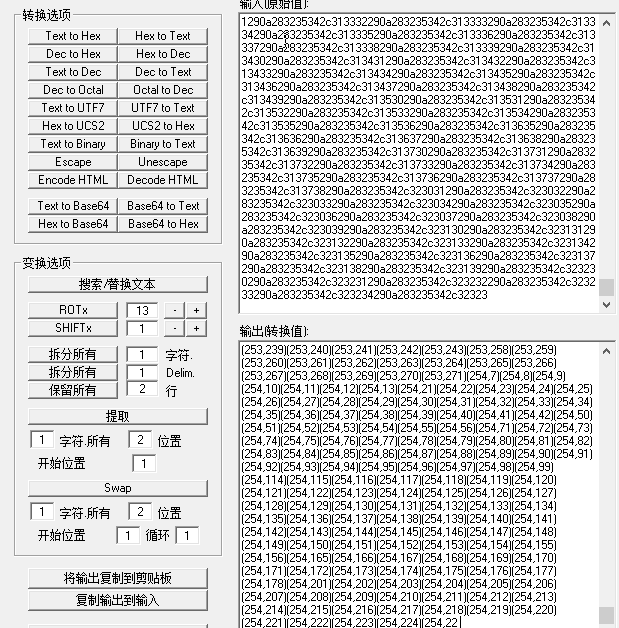 转换选项
Text to Hex
Hex to Text
Dec to Hex
Hex to Dec
Text to Dec
Dec to Text
Dec to Octal
Octal to Dec
Text to UTF7
UTF7 to Text
Hex to UCS2
UCS2 to Hex
Text to Binary
Binary to Text
Escape
Unescape
Encode HTML
Decode HTML
Text to Base64
Base64 to Text
Hex to Base64
Base64 to Hex
变换选项
搜索/替换文本
ROTx 13 - +
SHIFTx 1 - +
拆分所有 1 字符.
拆分所有 1 Delim.
保留所有 2 行
提取
1 字符.所有 2 位置
开始位置 1
Swap
1 字符.所有 2 位置
开始位置 1 循环 1
将输出复制到剪贴板
复制输出到输入
输入(原始值):
1290a283235342c313332290a283235342c313333290a283235342c3133
34290a283235342c313335290a283235342c313336290a283235342c313
337290a283235342c313338290a283235342c313339290a283235342c31
3430290a283235342c313431290a283235342c313432290a283235342c3
13433290a283235342c313434290a283235342c313435290a283235342c
313436290a283235342c313437290a283235342c313438290a283235342
c313439290a283235342c313530290a283235342c313531290a28323534
2c313532290a283235342c313533290a283235342c313534290a2832353
42c313535290a283235342c313536290a283235342c313635290a283235
342c313636290a283235342c313637290a283235342c313638290a28323
5342c313639290a283235342c313730290a283235342c313731290a2832
35342c313732290a283235342c313733290a283235342c313734290a283
235342c313735290a283235342c313736290a283235342c313737290a28
3235342c313738290a283235342c323031290a283235342c323032290a2
83235342c323033290a283235342c323034290a283235342c323035290a
283235342c323036290a283235342c323037290a283235342c323038290
a283235342c323039290a283235342c323130290a283235342c32313129
0a283235342c323132290a283235342c323133290a283235342c3231342
90a283235342c323135290a283235342c323136290a283235342c323137
290a283235342c323138290a283235342c323139290a283235342c32323
0290a283235342c323231290a283235342c323232290a283235342c3232
33290a283235342c323234290a283235342c32323
输出(转换值):
(253,239)(253,240)(253,241)(253,242)(253,243)(253,258)(253,259)
(253,260)(253,261)(253,262)(253,263)(253,264)(253,265)(253,266)
(253,267)(253,268)(253,269)(253,270)(253,271)(254,7)(254,8)(254,9)
(254,10)(254,11)(254,12)(254,13)(254,21)(254,22)(254,23)(254,24)(254,25)
(254,26)(254,27)(254,28)(254,29)(254,30)(254,31)(254,32)(254,33)(254,34)
(254,35)(254,36)(254,37)(254,38)(254,39)(254,40)(254,41)(254,42)(254,50)
(254,51)(254,52)(254,53)(254,54)(254,55)(254,56)(254,71)(254,72)(254,73)
(254,74)(254,75)(254,76)(254,77)(254,78)(254,79)(254,80)(254,81)(254,82)
(254,83)(254,84)(254,85)(254,86)(254,87)(254,88)(254,89)(254,90)(254,91)
(254,92)(254,93)(254,94)(254,95)(254,96)(254,97)(254,98)(254,99)
(254,114)(254,115)(254,116)(254,117)(254,118)(254,119)(254,120)
(254,121)(254,122)(254,123)(254,124)(254,125)(254,126)(254,127)
(254,128)(254,129)(254,130)(254,131)(254,132)(254,133)(254,134)
(254,135)(254,136)(254,137)(254,138)(254,139)(254,140)(254,141)
(254,142)(254,143)(254,144)(254,145)(254,146)(254,147)(254,148)
(254,149)(254,150)(254,151)(254,152)(254,153)(254,154)(254,155)
(254,156)(254,165)(254,166)(254,167)(254,168)(254,169)(254,170)
(254,171)(254,172)(254,173)(254,174)(254,175)(254,176)(254,177)
(254,178)(254,201)(254,202)(254,203)(254,204)(254,205)(254,206)
(254,207)(254,208)(254,209)(254,210)(254,211)(254,212)(254,213)
(254,214)(254,215)(254,216)(254,217)(254,218)(254,219)(254,220)
(254,221)(254,222)(254,223)(254,224)(254,22